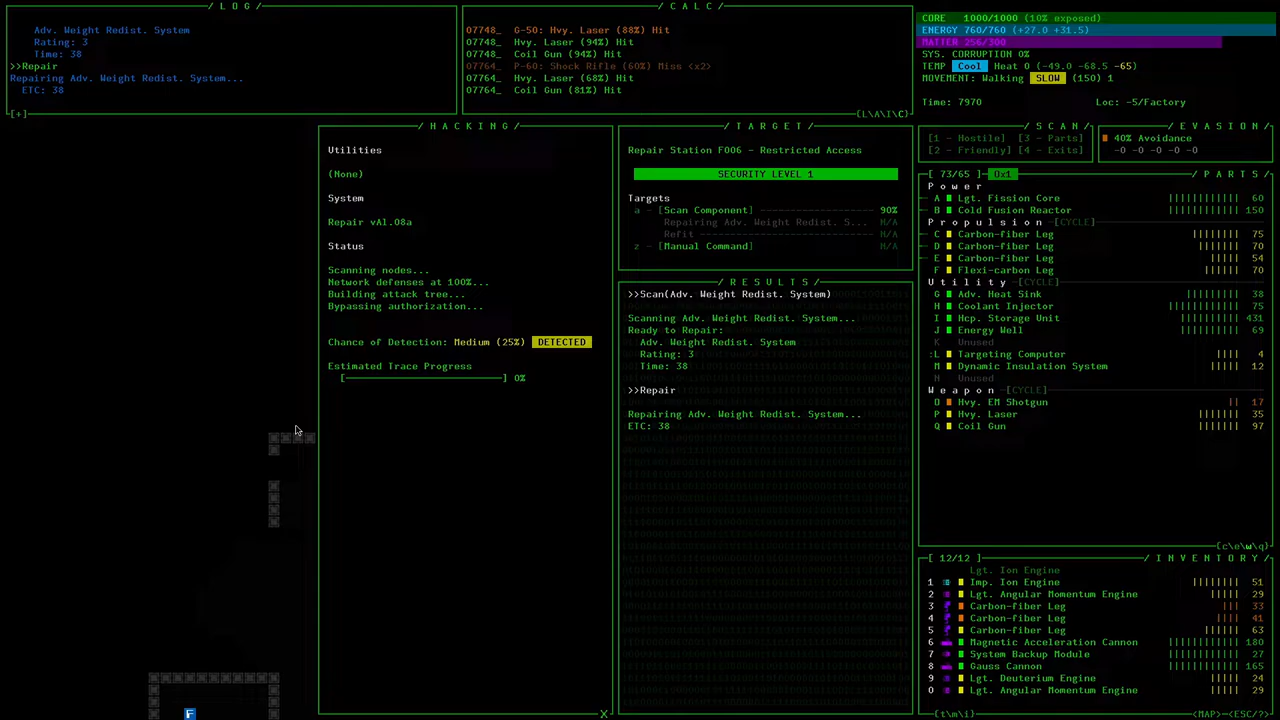 / L O G /
Adv. Weight Redist. System
Rating: 3
Time: 38
>>Repair
Repairing Adv. Weight Redist. System...
ETC: 38
[+]
/ C A L C /
07748_ G-50: Hvy. Laser (88%) Hit
07748_ Hvy. Laser (94%) Hit
07748_ Coil Gun (94%) Hit
07764_ P-60: Shock Rifle (60%) Miss <x2>
07764_ Hvy. Laser (68%) Hit
07764_ Coil Gun (81%) Hit
(L\A\I\C)
CORE 1000/1000 (10% exposed)
ENERGY 760/760 (+27.0 +31.5)
MATTER 256/300
SYS. CORRUPTION 0%
TEMP Cool Heat 0 (-49.0 -68.5 -65)
MOVEMENT: Walking SLOW (150) 1
Time: 7970 Loc: -5/Factory
/ S C A N /
[1 - Hostile] [3 - Parts]
[2 - Friendly] [4 - Exits]
/ E V A S I O N /
40% Avoidance
-0 -0 -0 -0 -0
/ H A C K I N G /
Utilities
(None)
System
Repair vAl.08a
Status
Scanning nodes...
Network defenses at 100%...
Building attack tree...
Bypassing authorization...
Chance of Detection: Medium (25%) DETECTED
Estimated Trace Progress
[] 0%
X
/ T A R G E T /
Repair Station F006 - Restricted Access
SECURITY LEVEL 1
Targets
a - [Scan Component] 90%
Repairing Adv. Weight Redist. S... N/A
Refit N/A
z - [Manual Command] N/A
/ R E S U L T S /
>>Scan(Adv. Weight Redist. System)
Scanning Adv. Weight Redist. System...
Ready to Repair:
Adv. Weight Redist. System
Rating: 3
Time: 38
>>Repair
Repairing Adv. Weight Redist. System...
ETC: 38
[ 73/65 ] 0x1 / P A R T S /
P o w e r
A Lgt. Fission Core 60
B Cold Fusion Reactor 150
P r o p u l s i o n [CYCLE]
C Carbon-fiber Leg 75
D Carbon-fiber Leg 70
E Carbon-fiber Leg 54
F Flexi-carbon Leg 70
U t i l i t y [CYCLE]
G Adv. Heat Sink 38
H Coolant Injector 75
I Hcp. Storage Unit 431
J Energy Well 69
K Unused
:L Targeting Computer 4
M Dynamic Insulation System 12
N Unused
W e a p o n [CYCLE]
O Hvy. EM Shotgun 17
P Hvy. Laser 35
Q Coil Gun 97
[c\e\w\q]
[ 12/12 ] / I N V E N T O R Y /
Lgt. Ion Engine
1 Imp. Ion Engine 51
2 Lgt. Angular Momentum Engine 29
3 Carbon-fiber Leg 33
4 Carbon-fiber Leg 41
5 Carbon-fiber Leg 63
6 Magnetic Acceleration Cannon 180
7 System Backup Module 27
8 Gauss Cannon 165
9 Lgt. Deuterium Engine 24
0 Lgt. Angular Momentum Engine 29
[t\m\i] <MAP>-<ESC/?>
F